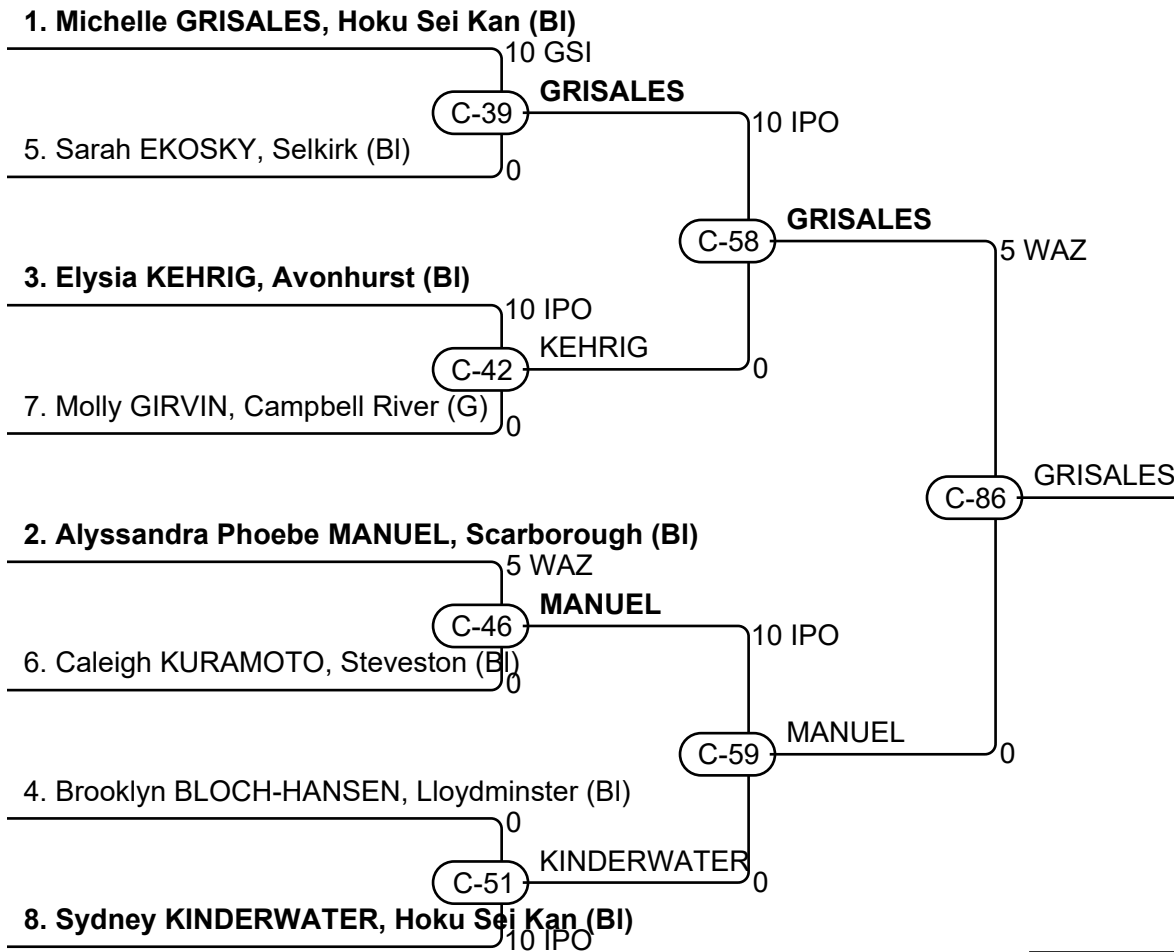 1. Michelle GRISALES, Hoku Sei Kan (Bl)
10 GSI
C-39
GRISALES
10 IPO
5. Sarah EKOSKY, Selkirk (Bl)
0
C-58
GRISALES
5 WAZ
3. Elysia KEHRIG, Avonhurst (Bl)
10 IPO
C-42
KEHRIG
0
7. Molly GIRVIN, Campbell River (G)
0
C-86
GRISALES
2. Alyssandra Phoebe MANUEL, Scarborough (Bl)
5 WAZ
C-46
MANUEL
10 IPO
6. Caleigh KURAMOTO, Steveston (Bl)
0
C-59
MANUEL
0
4. Brooklyn BLOCH-HANSEN, Lloydminster (Bl)
0
C-51
KINDERWATER
0
8. Sydney KINDERWATER, Hoku Sei Kan (Bl)
10 IPO